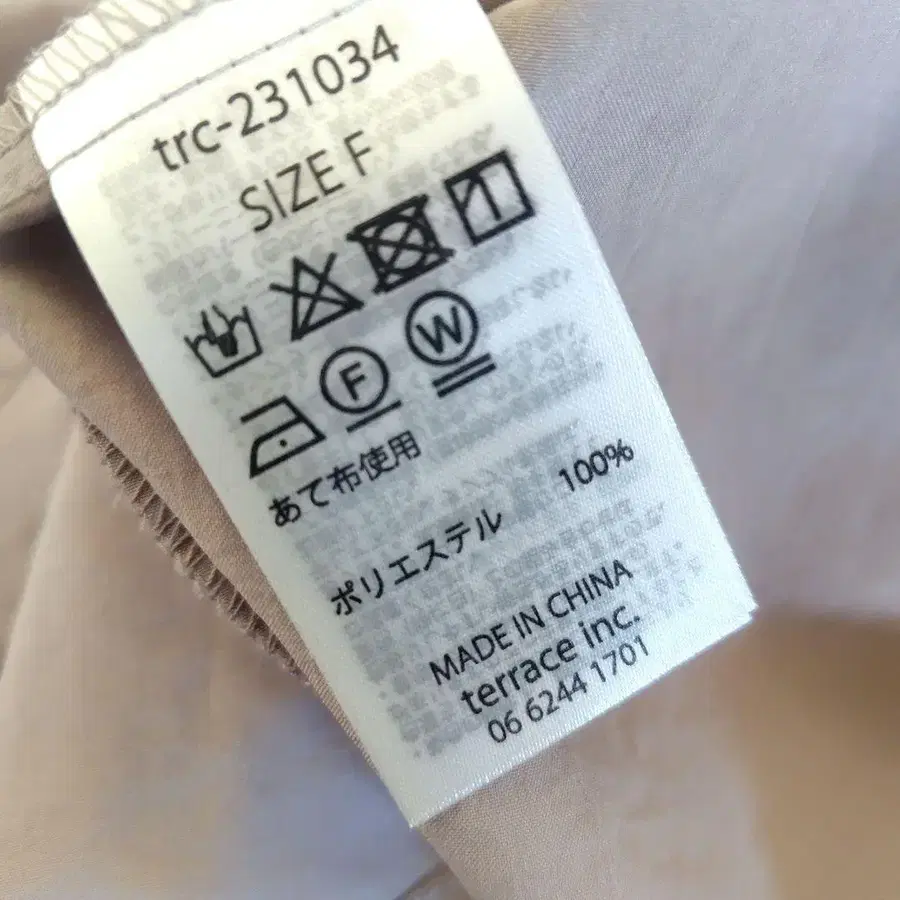 trc-231034
SIZE F
F W
あて布使用
ポリエステル 100%
MADE IN CHINA
terrace inc.
06 6244 1701